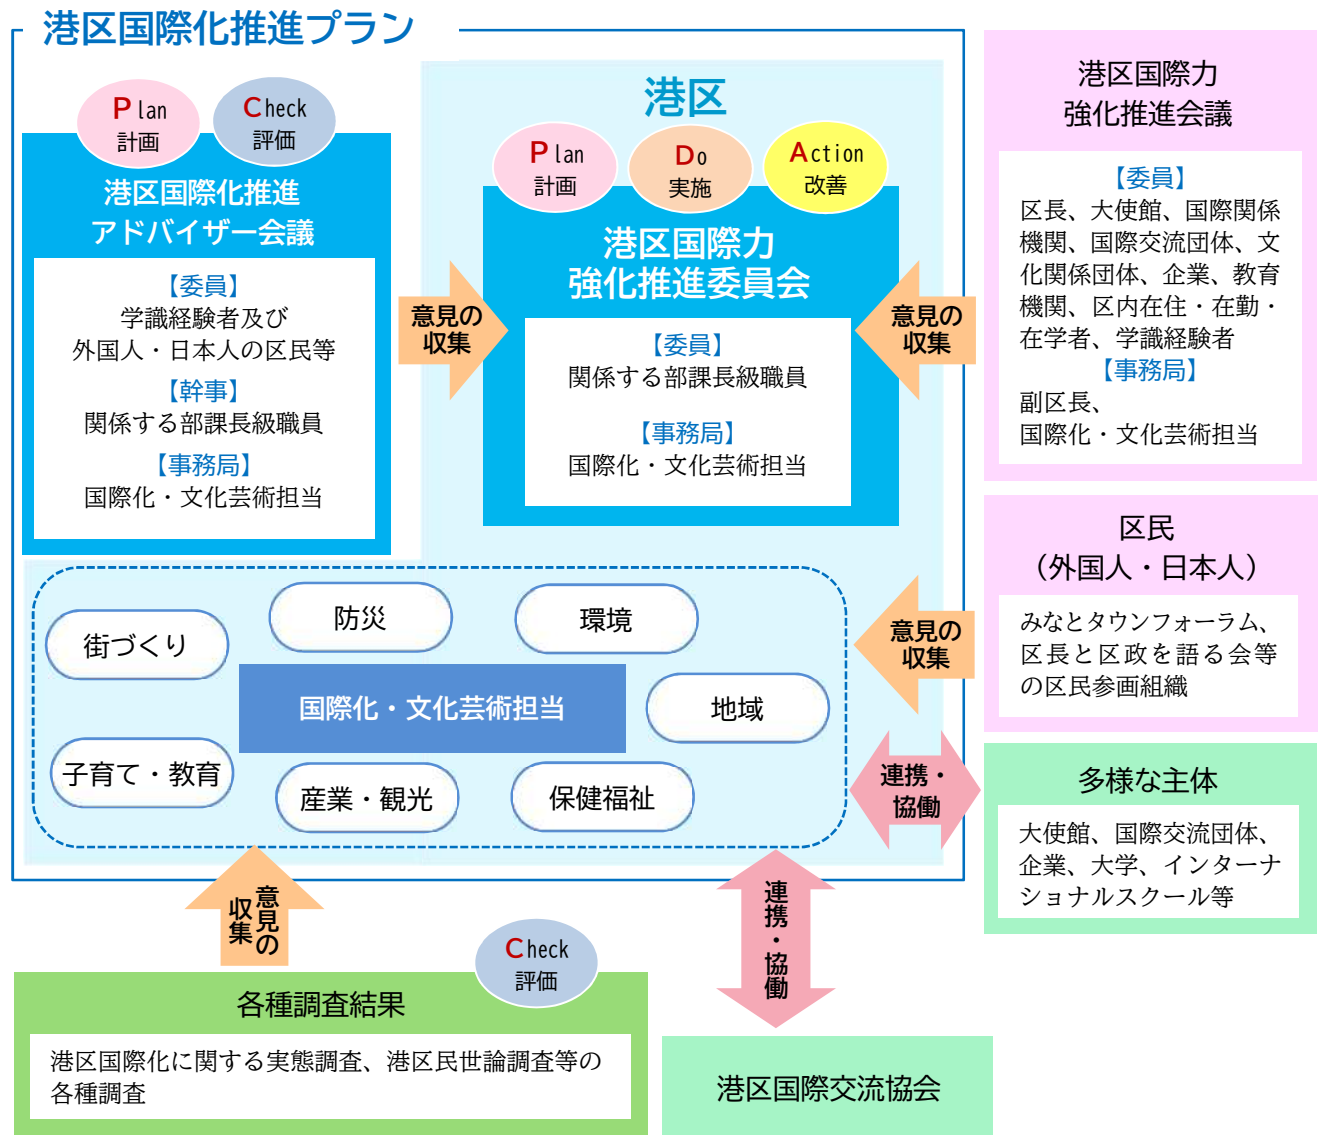 港区国際化推進プラン
Plan
計画
Check
評価
港区国際化推進
アドバイザー会議
【委員】
学識経験者及び
外国人・日本人の区民等
【幹事】
関係する部課長級職員
【事務局】
国際化・文化芸術担当
意見の
収集
港区
Plan
計画
Do
実施
Action
改善
港区国際力
強化推進委員会
【委員】
関係する部課長級職員
【事務局】
国際化・文化芸術担当
意見の
収集
港区国際力
強化推進会議
【委員】
区長、大使館、国際関係
機関、国際交流団体、文
化関係団体、企業、教育
機関、区内在住・在勤・
在学者、学識経験者
【事務局】
副区長、
国際化・文化芸術担当
区民
（外国人・日本人）
みなとタウンフォーラム、
区長と区政を語る会等
の区民参画組織
意見の
収集
防災
環境
街づくり
国際化・文化芸術担当
地域
子育て・教育
産業・観光
保健福祉
連携・
協働
多様な主体
大使館、国際交流団体、
企業、大学、インターナ
ショナルスクール等
意見の
収集
連携・協働
Check
評価
各種調査結果
港区国際化に関する実態調査、港区民世論調査等の
各種調査
港区国際交流協会